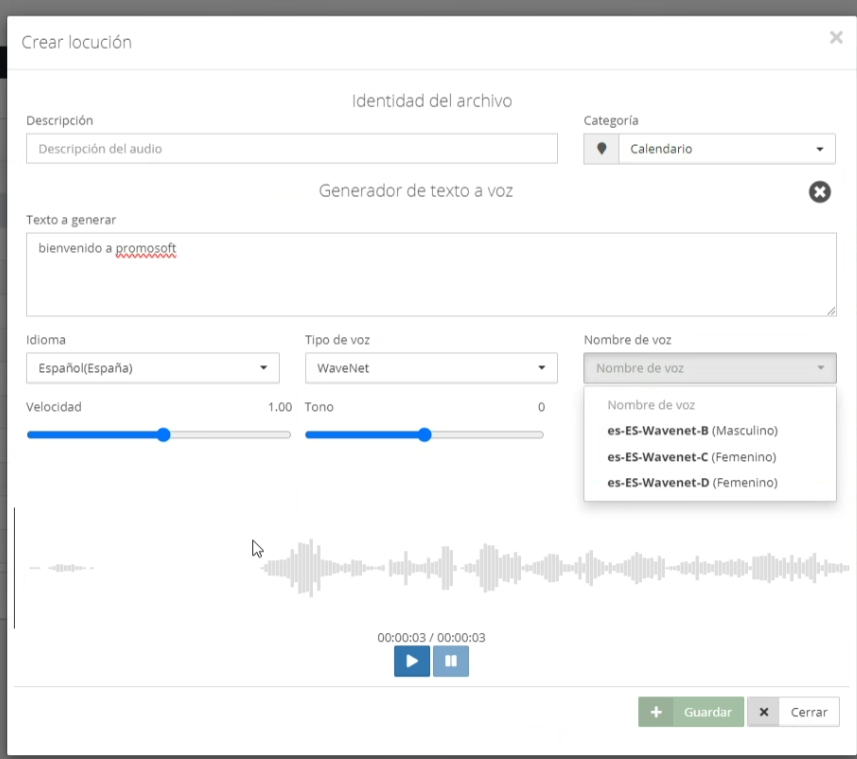 Crear locución
Identidad del archivo
Descripción
Categoría
Descripción del audio
Calendario
Generador de texto a voz
Texto a generar
bienvenido a promosoft
Idioma
Tipo de voz
Nombre de voz
Español(España)
WaveNet
Nombre de voz
Velocidad 1.00
Tono 0
Nombre de voz
es-ES-Wavenet-B (Masculino)
es-ES-Wavenet-C (Femenino)
es-ES-Wavenet-D (Femenino)
00:00:03 / 00:00:03
Guardar
Cerrar